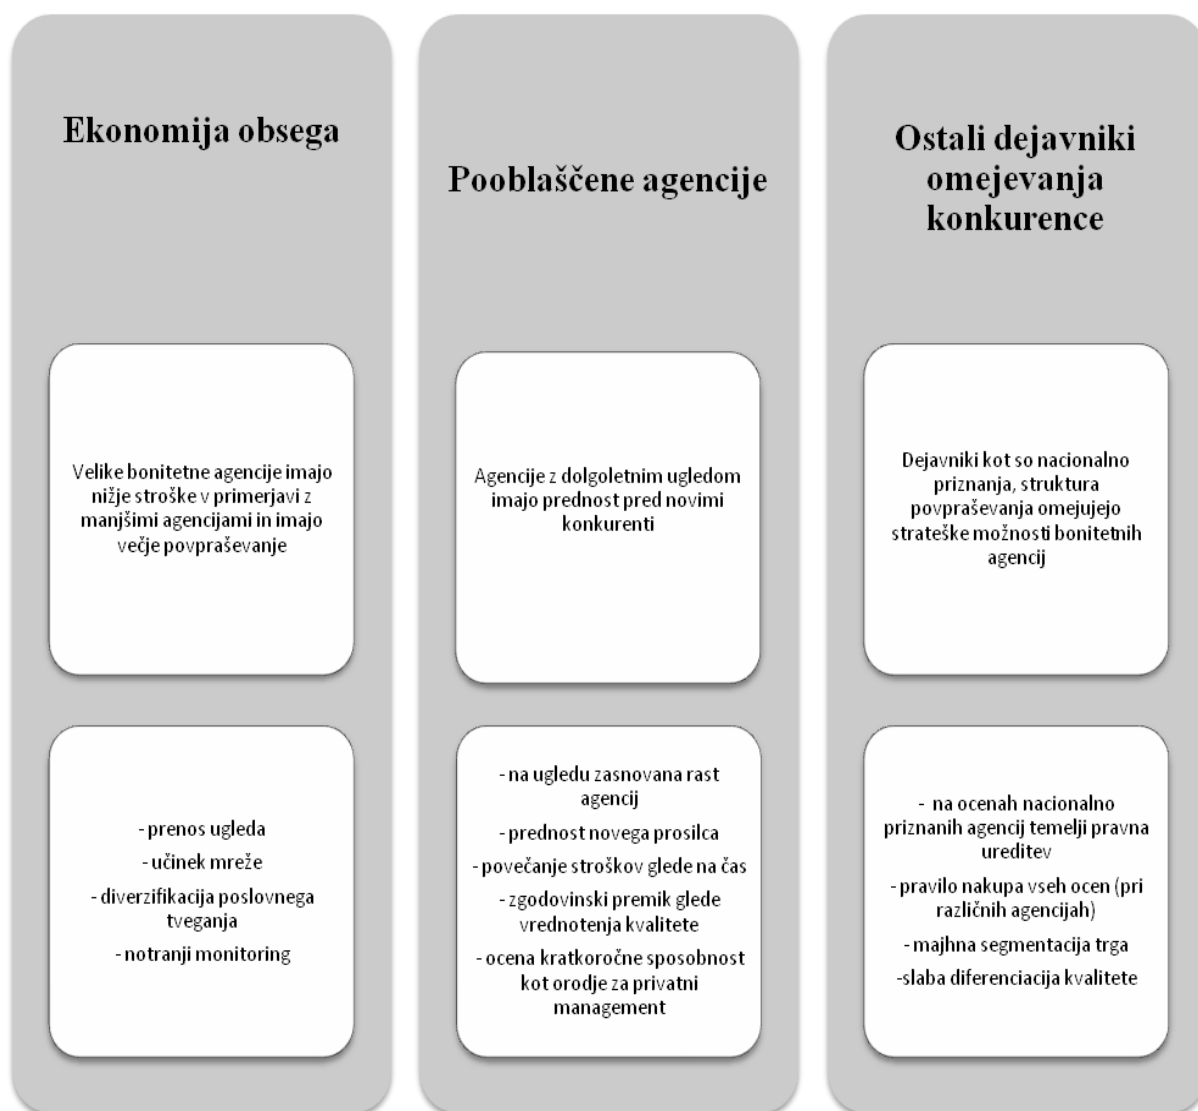 Ekonomija obsega
Velike bonitetne agencije imajo
nižje stroške v primerjavi z
manjšimi agencijami in imajo
večje povpraševanje
- prenos ugleda
- učinek mreže
- diverzifikacija poslovnega
tveganja
- notranji monitoring
Pooblaščene agencije
Agencije z dolgoletnim ugledom
imajo prednost pred novimi
konkurenti
- na ugledu zasnovana rast
agencij
- prednost novega prosilca
- povečanje stroškov glede na čas
- zgodovinski premik glede
vrednotenja kvalitete
- ocena kratkoročne sposobnost
kot orodje za privatni
management
Ostali dejavniki
omejevanja
konkurence
Dejavniki kot so nacionalno
priznanja, struktura
povpraševanja omejujejo
strateške možnosti bonitetnih
agencij
- na ocenah nacionalno
priznanih agencij temelji pravna
ureditev
- pravilo nakupa vseh ocen (pri
različnih agencijah)
- majhna segmentacija trga
-slaba diferenciacija kvalitete